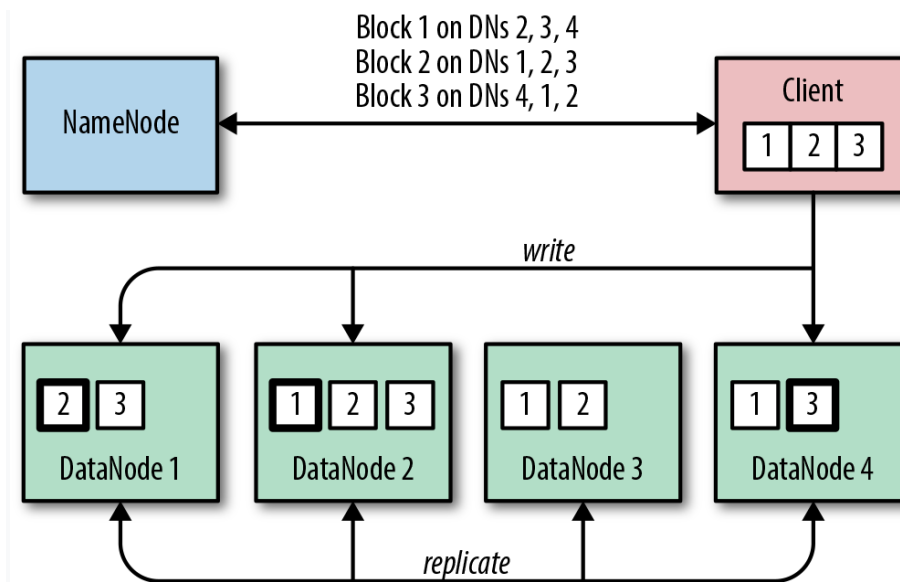 Block 1 on DNs 2, 3, 4
Block 2 on DNs 1, 2, 3
Block 3 on DNs 4, 1, 2
NameNode
Client
1 2 3
write
2 3
DataNode 1
1 2 3
DataNode 2
1 2
DataNode 3
1 3
DataNode 4
replicate